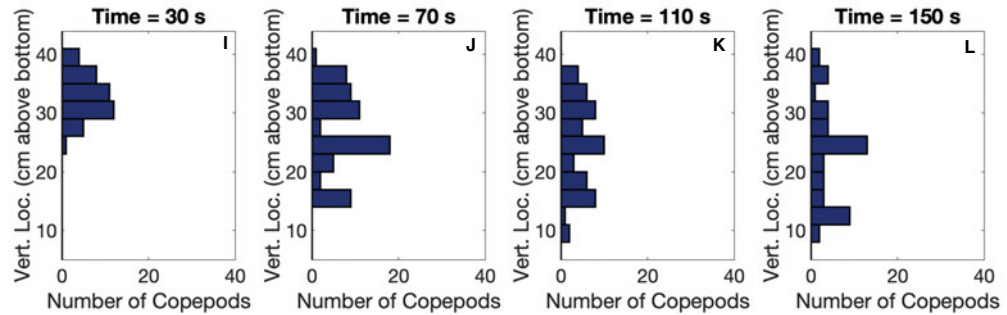 Time = 30 s
Time = 70 s
Time = 110 s
Time = 150 s
I
J
K
L
Vert. Loc. (cm above bottom)
40
30
20
10
0
20
40
Number of Copepods
Vert. Loc. (cm above bottom)
40
30
20
10
0
20
40
Number of Copepods
Vert. Loc. (cm above bottom)
40
30
20
10
0
20
40
Number of Copepods
Vert. Loc. (cm above bottom)
40
30
20
10
0
20
40
Number of Copepods